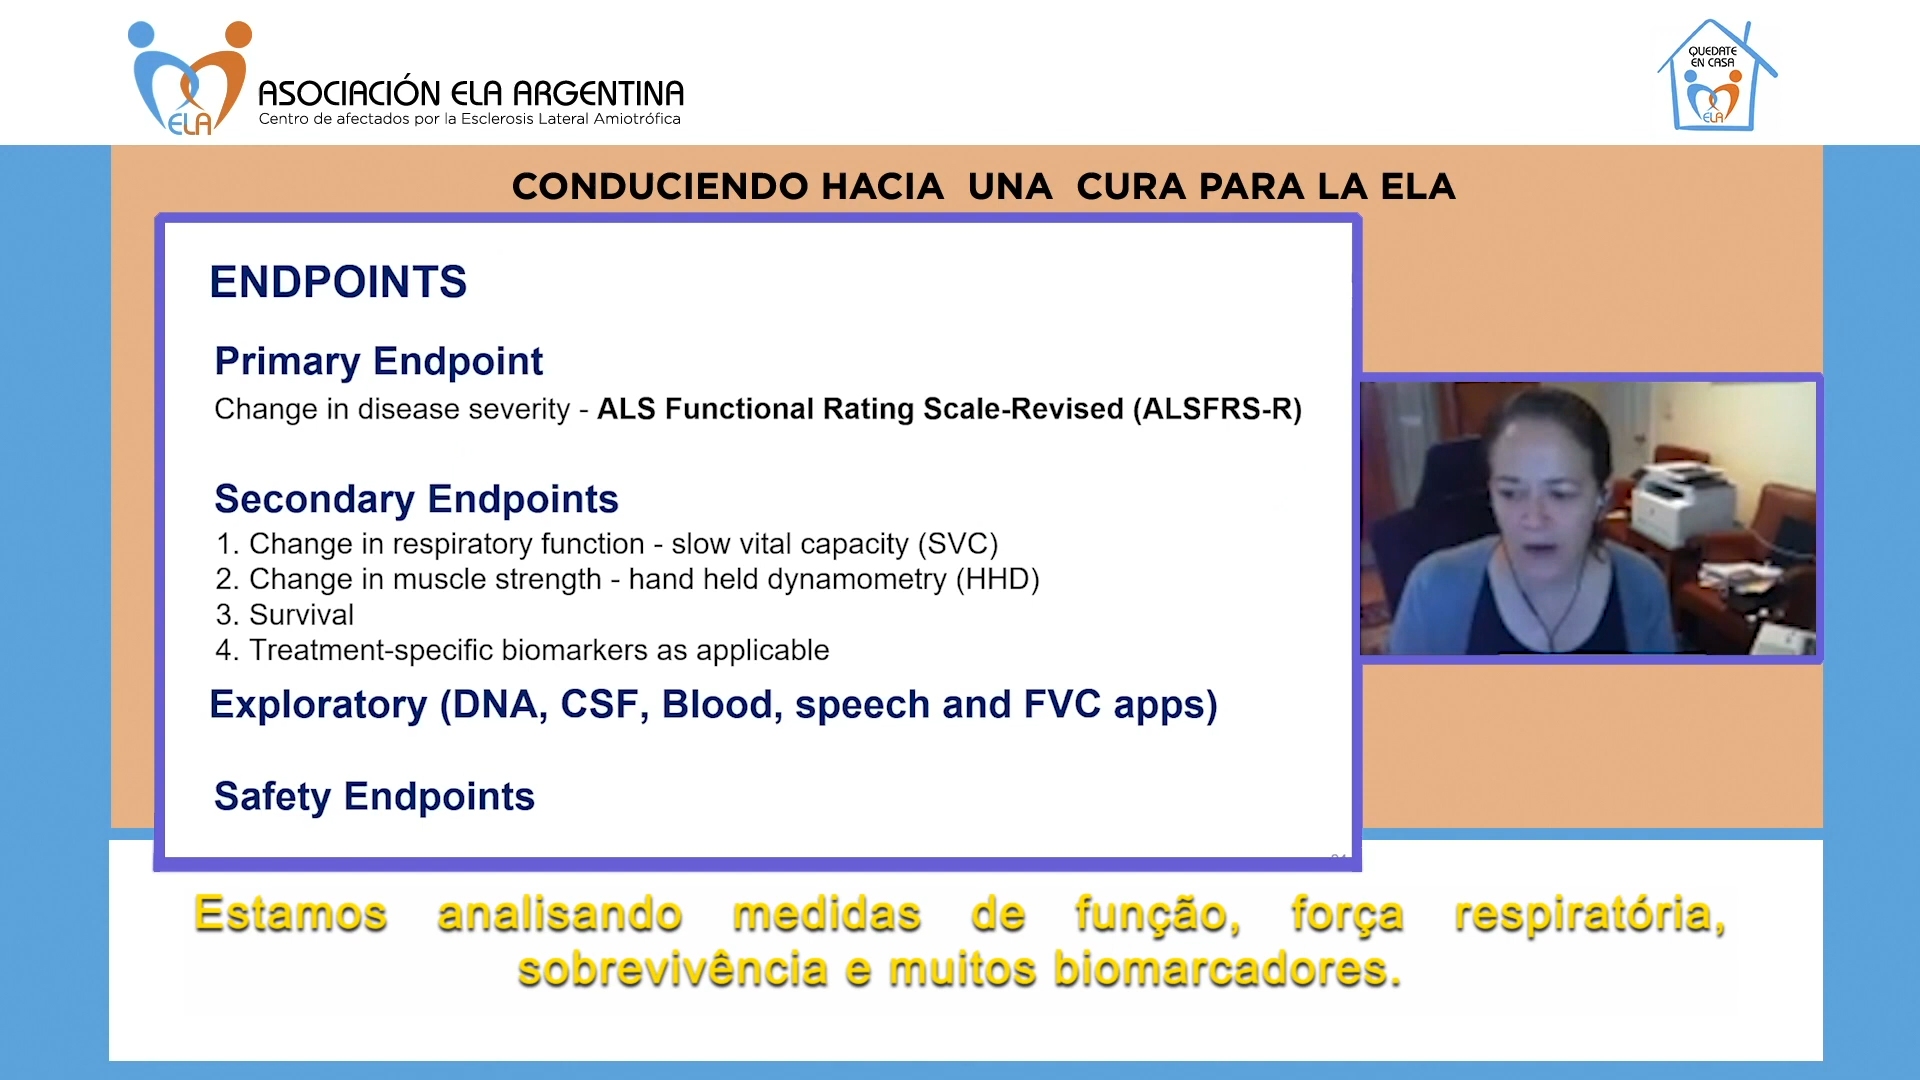 ASOCIACIÓN ELA ARGENTINA
Centro de afectados por la Esclerosis Lateral Amiotrófica
ELA
QUEDATE
EN CASA
ELA
CONDUCIENDO HACIA UNA CURA PARA LA ELA
ENDPOINTS
Primary Endpoint
Change in disease severity - ALS Functional Rating Scale-Revised (ALSFRS-R)
Secondary Endpoints
1. Change in respiratory function - slow vital capacity (SVC)
2. Change in muscle strength - hand held dynamometry (HHD)
3. Survival
4. Treatment-specific biomarkers as applicable
Exploratory (DNA, CSF, Blood, speech and FVC apps)
Safety Endpoints
Estamos analisando medidas de função, força respiratória,
sobrevivência e muitos biomarcadores.